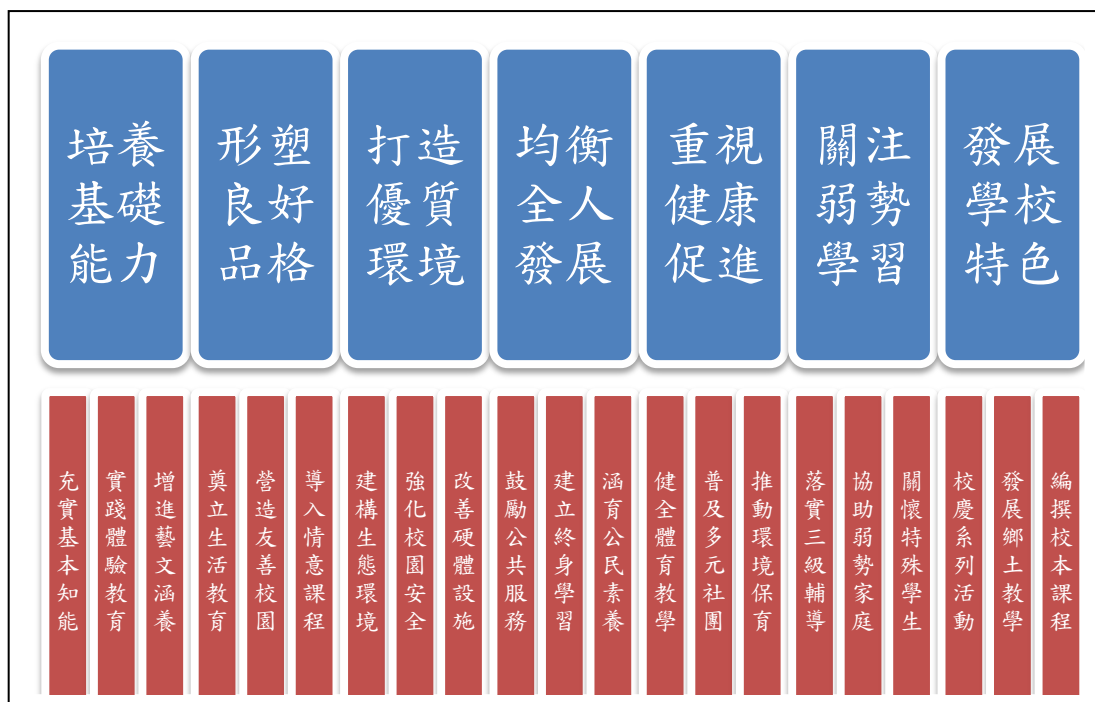 培養
基礎
能力
形塑
良好
品格
打造
優質
環境
均衡
全人
發展
重視
健康
促進
關注
弱勢
學習
發展
學校
特色
充實基本知能
實踐體驗教育
增進藝文涵養
奠立生活教育
營造友善校園
導入情意課程
建構生態環境
強化校園安全
改善硬體設施
鼓勵公共服務
建立終身學習
涵育公民素養
健全體育教學
普及多元社團
推動環境保育
落實三級輔導
協助弱勢家庭
關懷特殊學生
校慶系列活動
發展鄉土教學
編撰校本課程